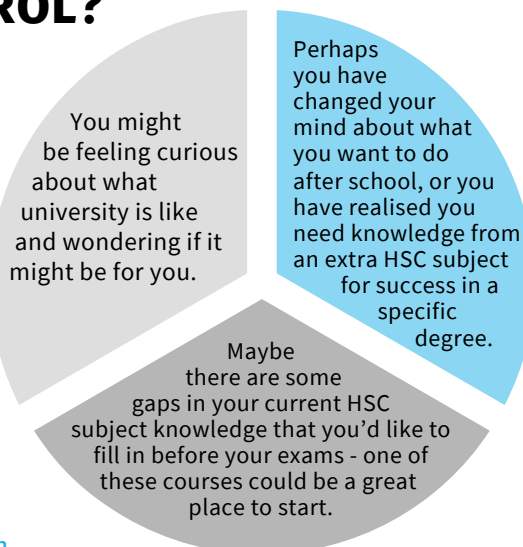 ROL?
You might
be feeling curious
about what
university is like
and wondering if it
might be for you.
Perhaps
you have
changed your
mind about what
you want to do
after school, or you
have realised you
need knowledge from
an extra HSC subject
for success in a
specific
degree.
Maybe
there are some
gaps in your current HSC
subject knowledge that you’d like to
fill in before your exams - one of
these courses could be a great
place to start.